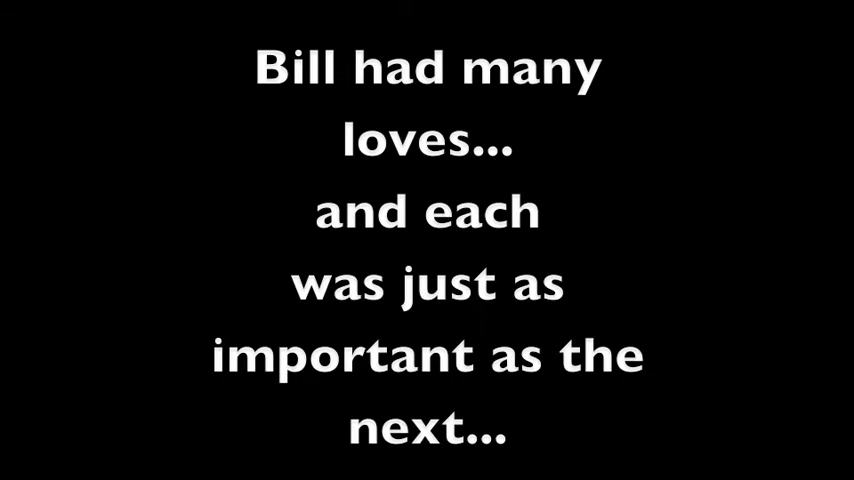 Bill had many
loves...
and each
was just as
important as the
next...